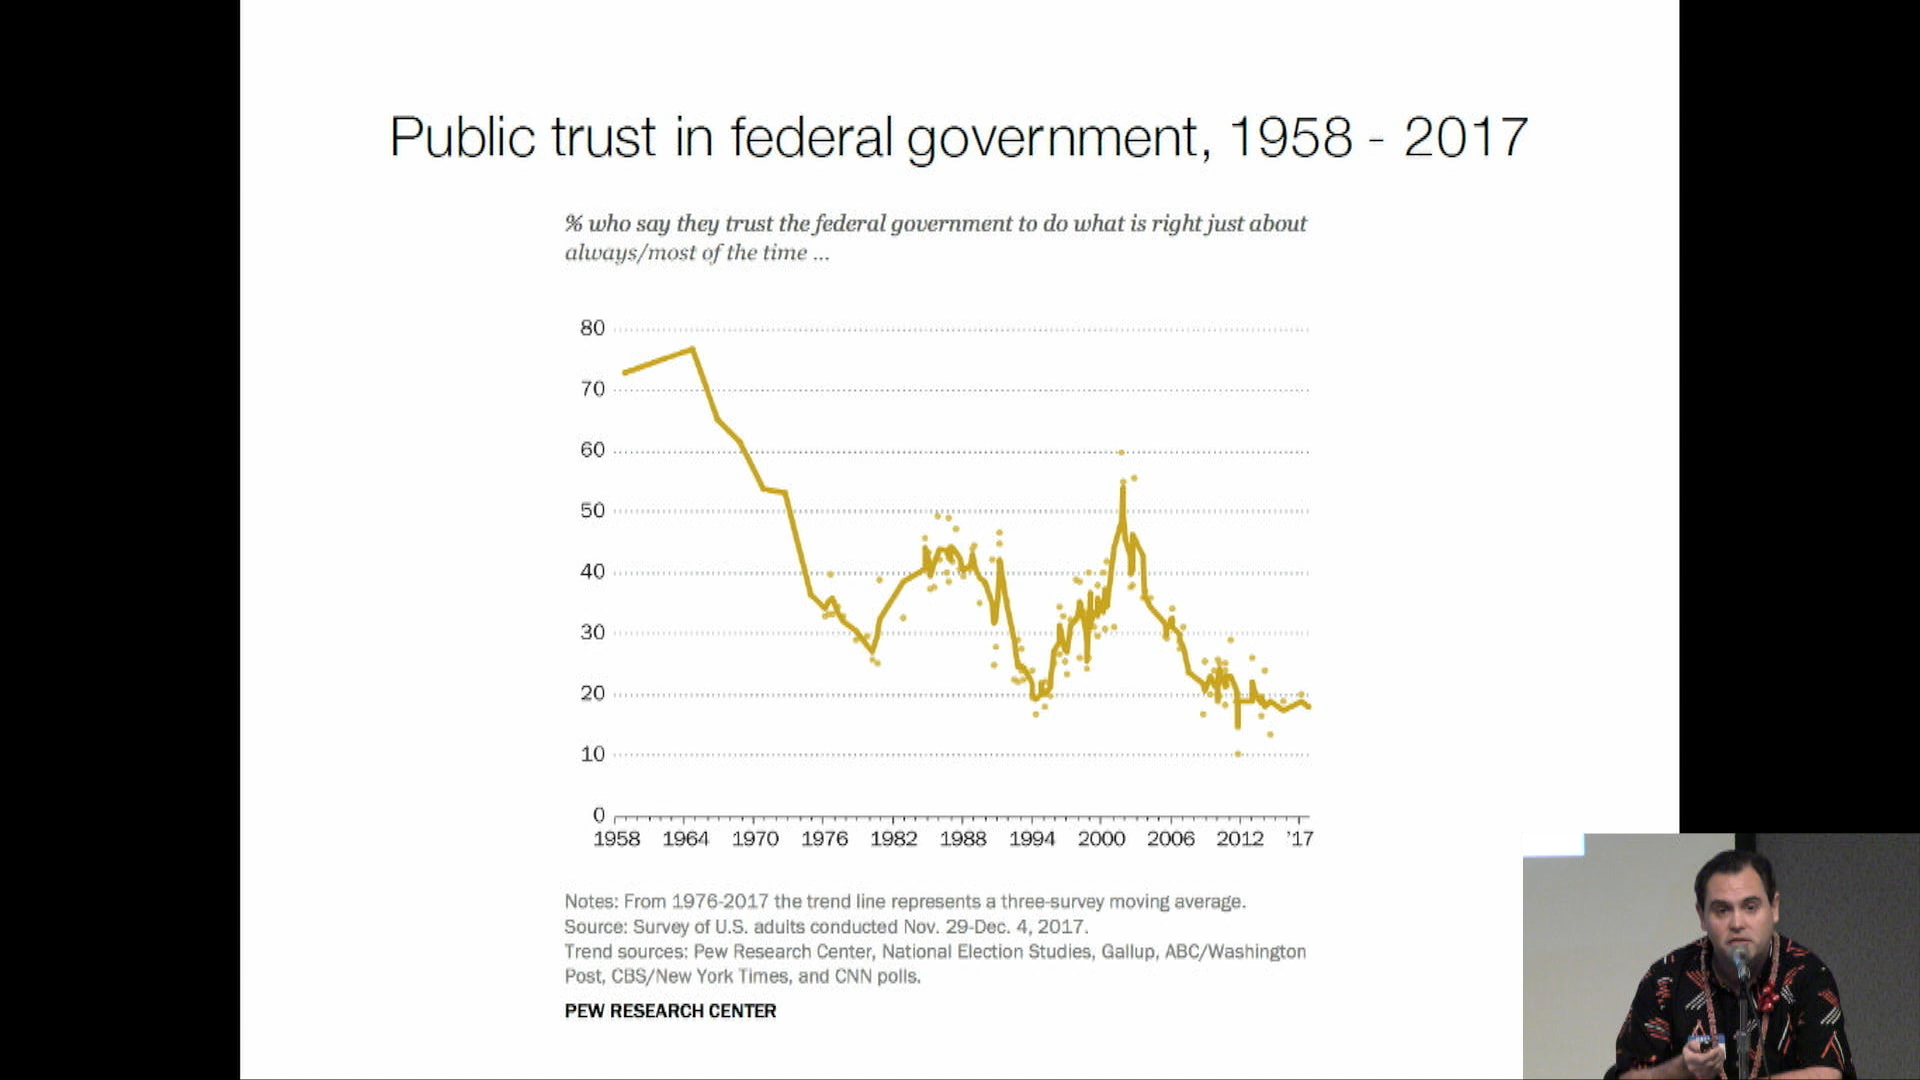 Public trust in federal government, 1958 - 2017
% who say they trust the federal government to do what is right just about
always/most of the time ...
80
70
60
50
40
30
20
10
0
1958 1964 1970 1976 1982 1988 1994 2000 2006 2012 '17
Notes: From 1976-2017 the trend line represents a three-survey moving average.
Source: Survey of U.S. adults conducted Nov. 29-Dec. 4, 2017.
Trend sources: Pew Research Center, National Election Studies, Gallup, ABC/Washington
Post, CBS/New York Times, and CNN polls.
PEW RESEARCH CENTER